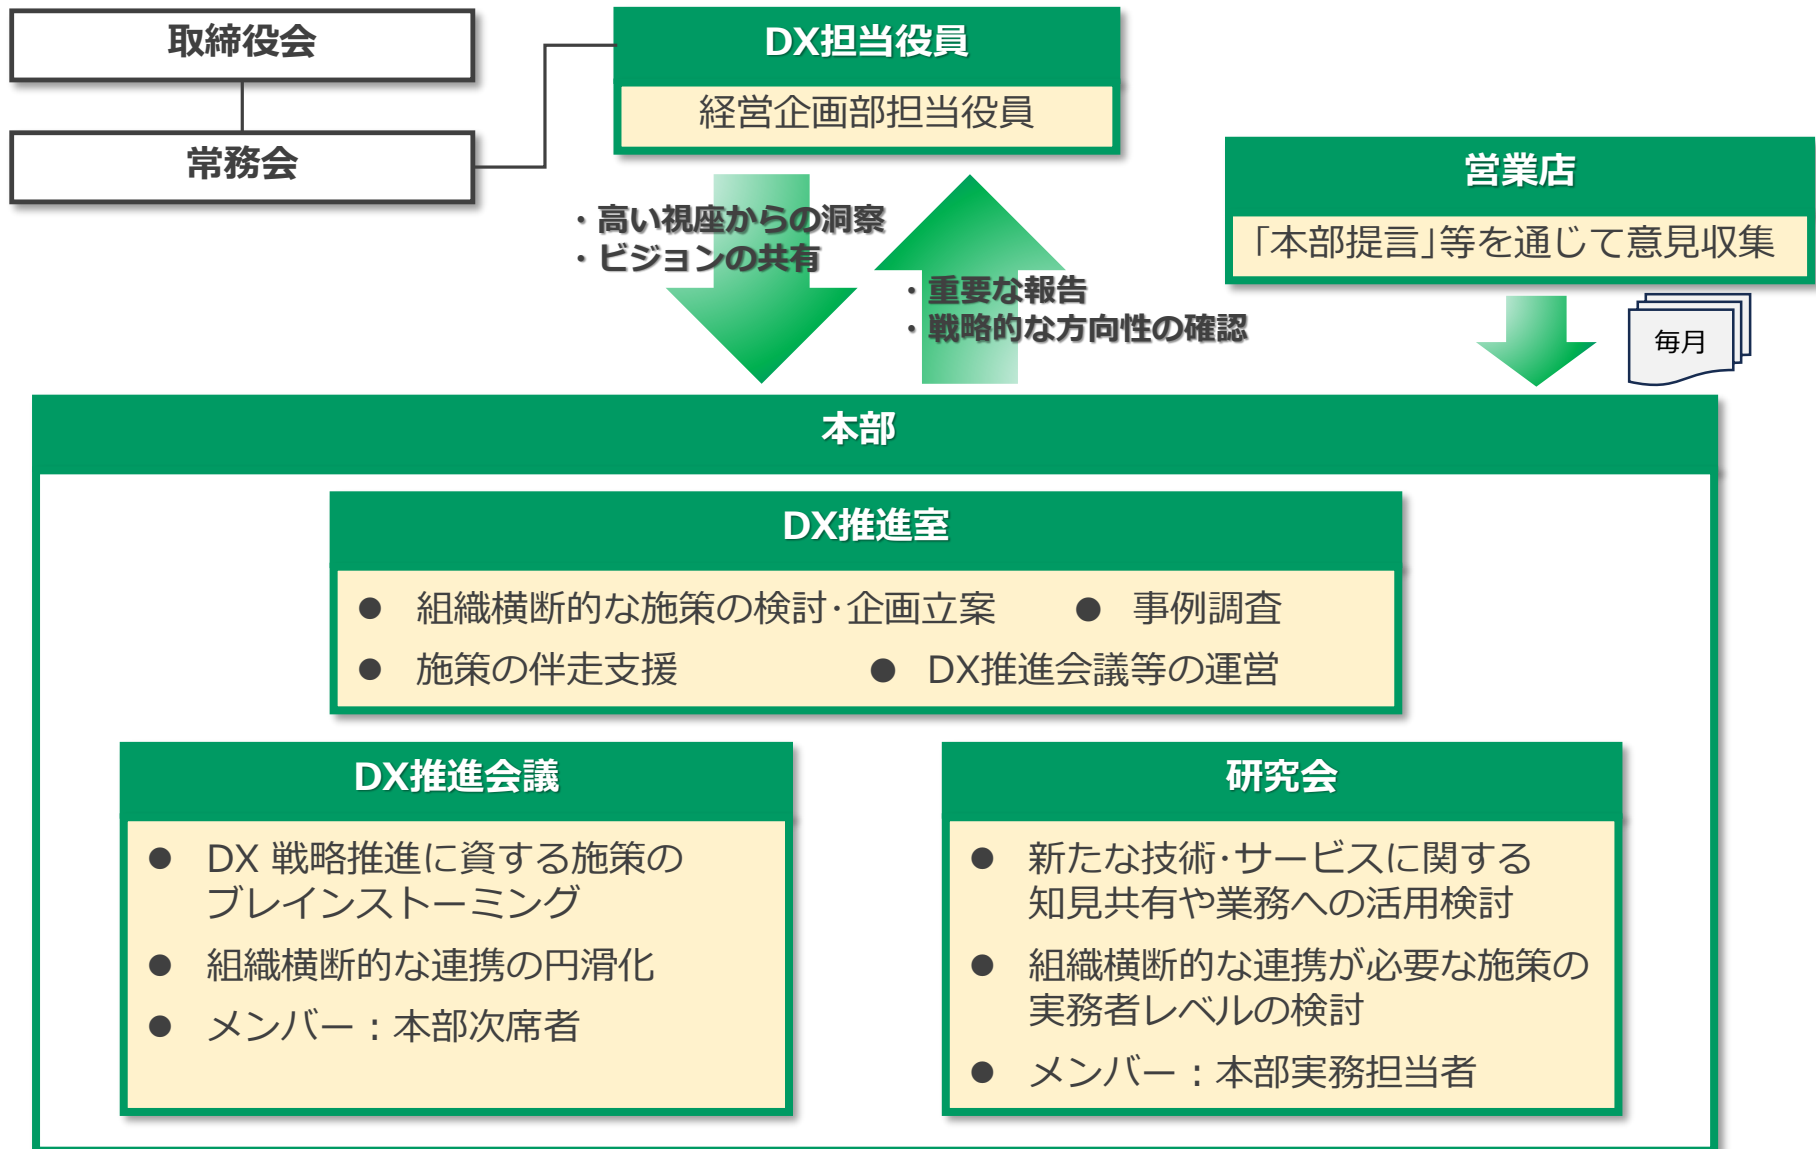 取締役会
常務会
DX担当役員
経営企画部担当役員
・高い視座からの洞察
・ビジョンの共有
・重要な報告
・戦略的な方向性の確認
営業店
「本部提言」等を通じて意見収集
毎月
本部
DX推進室
● 組織横断的な施策の検討・企画立案 ● 事例調査
● 施策の伴走支援 ● DX推進会議等の運営
DX推進会議
● DX 戦略推進に資する施策の
ブレインストーミング
● 組織横断的な連携の円滑化
● メンバー：本部次席者
研究会
● 新たな技術・サービスに関する
知見共有や業務への活用検討
● 組織横断的な連携が必要な施策の
実務者レベルの検討
● メンバー：本部実務担当者